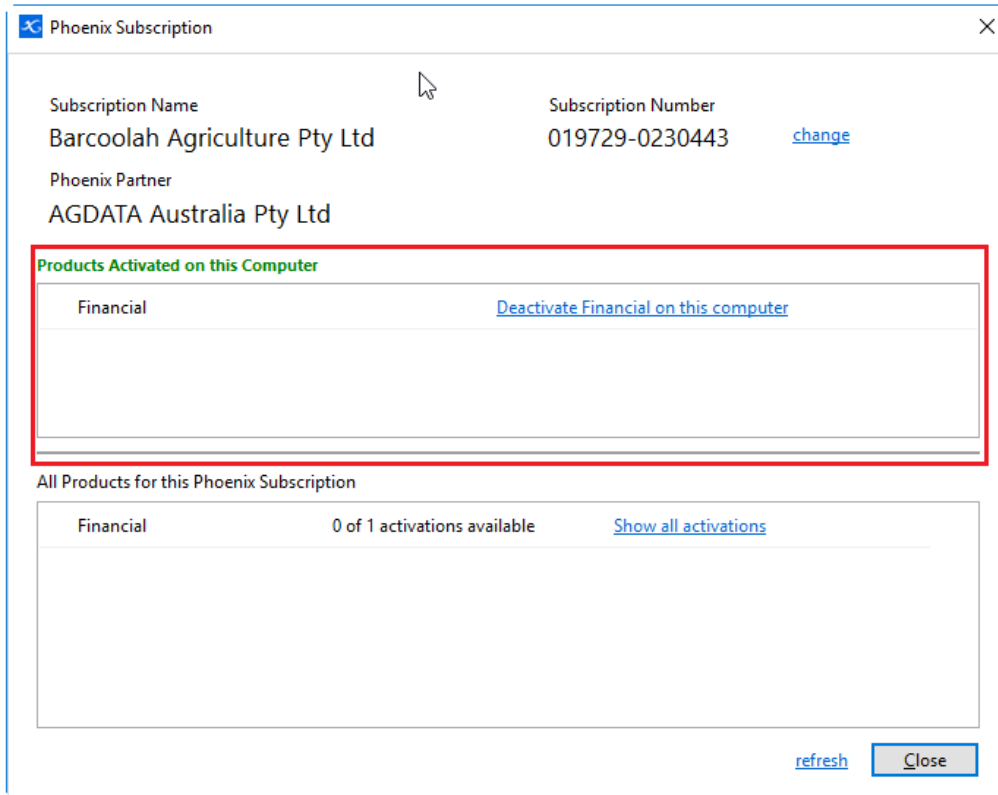 Phoenix Subscription
Subscription Name
Subscription Number
Barcoolah Agriculture Pty Ltd
019729-0230443
change
Phoenix Partner
AGDATA Australia Pty Ltd
Products Activated on this Computer
Financial
Deactivate Financial on this computer
All Products for this Phoenix Subscription
Financial
0 of 1 activations available
Show all activations
refresh
Close